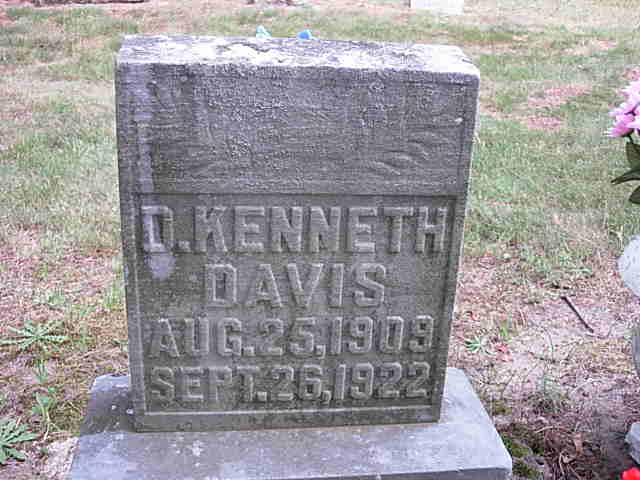 D. KENNETH
DAVIS
AUG. 25, 1909
SEPT. 26, 1922